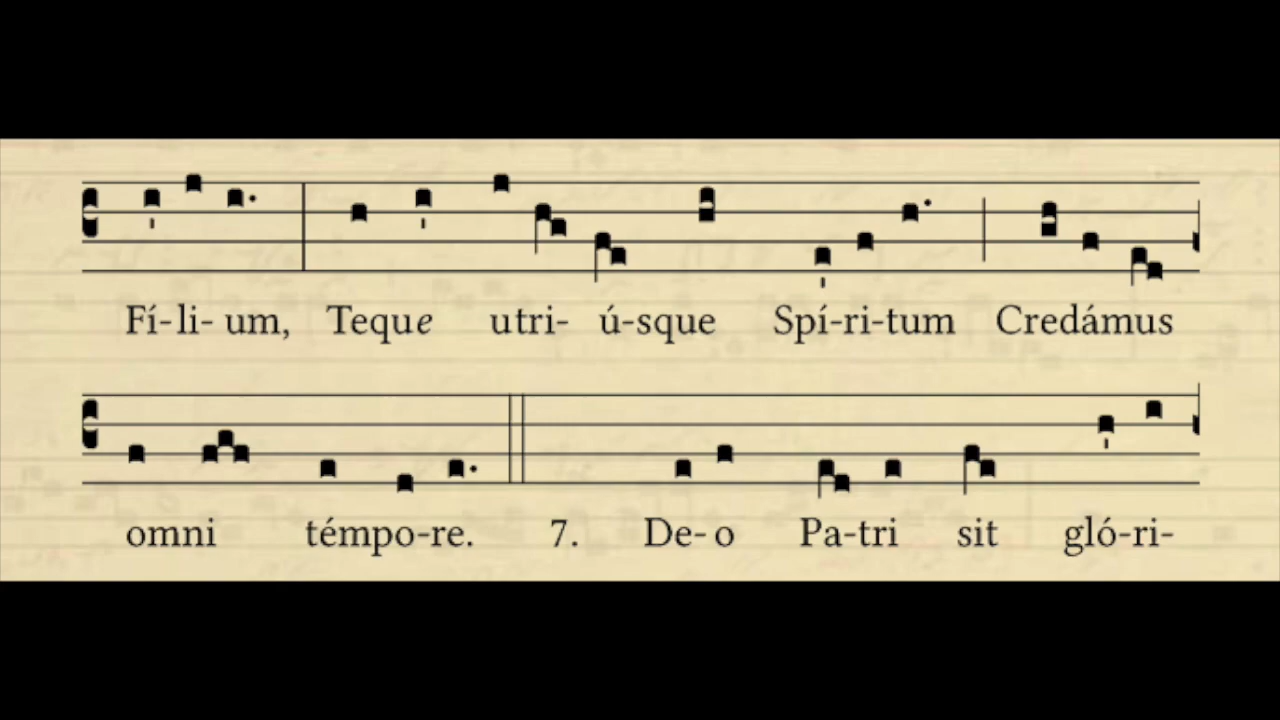 Fí-li-um, Teque utri-ú-sque Spí-ri-tum Credámus
omni témpo-re. 7. De-o Pa-tri sit gló-ri-